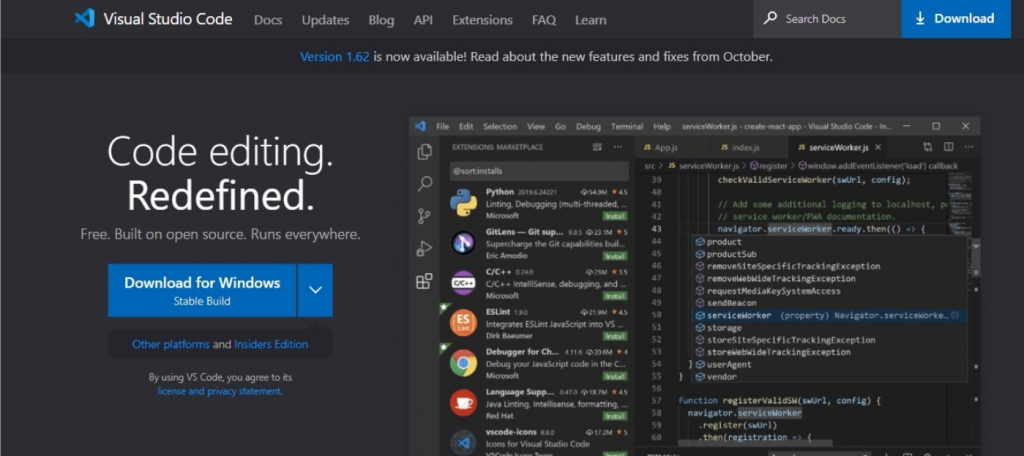 Visual Studio Code Docs Updates Blog API Extensions FAQ Learn Search Docs Download
Version 1.62 is now available! Read about the new features and fixes from October.
Code editing.
Redefined.
Free. Built on open source. Runs everywhere.
Download for Windows
Stable Build
Other platforms and Insiders Edition
By using VS Code, you agree to its
license and privacy statement.
File Edit Selection View Go Debug Terminal Help serviceWorker.js - create-react-app - Visual Studio Code - In...
EXTENSIONS: MARKETPLACE
@sort:installs
Python 2019.6.24221 54.9M 4.5
Linting, Debugging (multi-threaded, ...
Microsoft Install
GitLens — Git sup... 9.8.5 23.1M 5
Supercharge the Git capabilities buil...
Eric Amodio Install
C/C++ 0.24.0 23M 3.5
C/C++ IntelliSense, debugging, and ...
Microsoft Install
ESLint 1.9.0 21.9M 4.5
Integrates ESLint JavaScript into VS ...
Dirk Baeumer Install
Debugger for Ch... 4.11.6 20.6M 4
Debug your JavaScript code in the C...
Microsoft Install
Language Supp... 0.47.0 18.7M 4.5
Java Linting, Intellisense, formatting, ...
Red Hat Install
vscode-icons 8.8.0 17.2M 5
Icons for Visual Studio Code
VSCode Icons Team
JS App.js JS index.js JS serviceWorker.js
src > JS serviceWorker.js > register > window.addEventListener('load') callback
39 checkValidServiceWorker(swUrl, config);
40
41 // Add some additional logging to localhost, p
42 // service worker/PWA documentation.
43 navigator.serviceWorker.ready.then(() => {
44 product
45 productSub
46 removeSiteSpecificTrackingException
47 removeWebWideTrackingException
48 requestMediaKeySystemAccess
49 sendBeacon
50 serviceWorker (property) Navigator.serviceWorke...
51 storage
52 storeSiteSpecificTrackingException
53 storeWebWideTrackingException
54 } userAgent
55 } vendor
56
57 function registerValidSW(swUrl, config) {
58 navigator.serviceWorker
59 .register(swUrl)
60 .then(registration => {